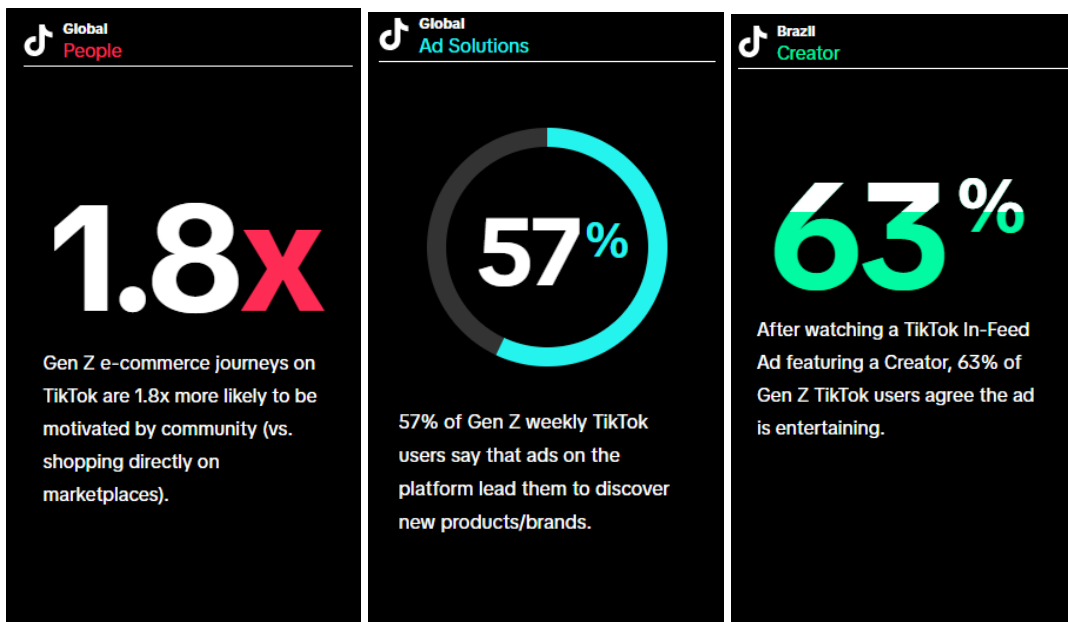 Global
People
1.8x
Gen Z e-commerce journeys on
TikTok are 1.8x more likely to be
motivated by community (vs.
shopping directly on
marketplaces).
Global
Ad Solutions
57%
57% of Gen Z weekly TikTok
users say that ads on the
platform lead them to discover
new products/brands.
Brazil
Creator
63%
After watching a TikTok In-Feed
Ad featuring a Creator, 63% of
Gen Z TikTok users agree the ad
is entertaining.